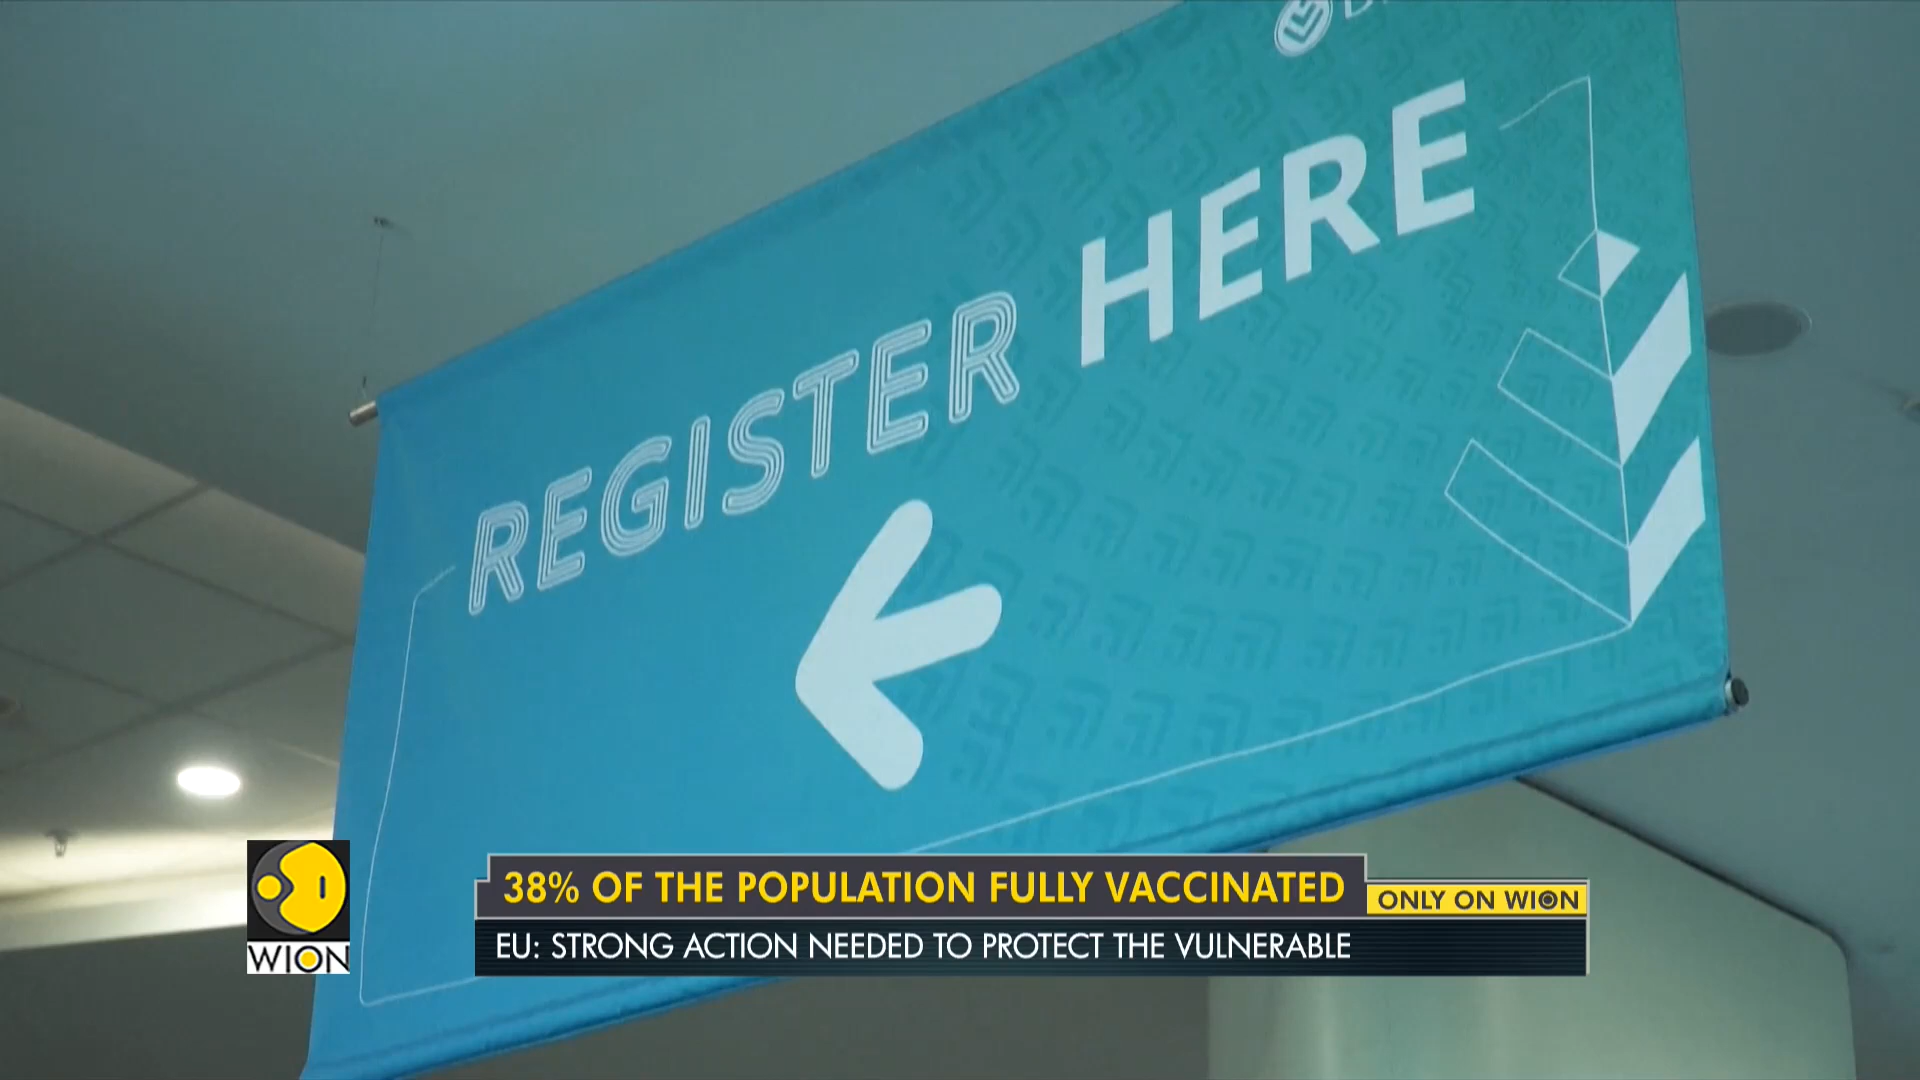 REGISTER HERE
38% OF THE POPULATION FULLY VACCINATED
ONLY ON WION
EU: STRONG ACTION NEEDED TO PROTECT THE VULNERABLE
WION